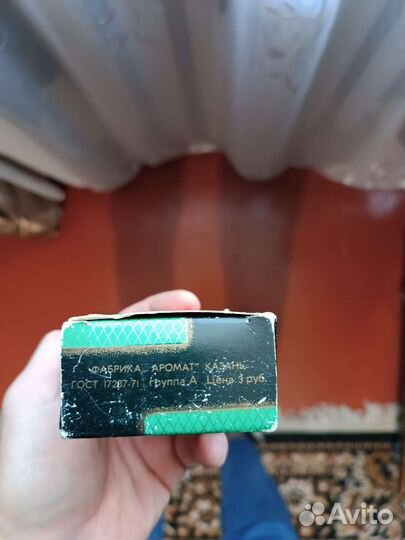 ФАБРИКА „АРОМАТ" КАЗАНЬ
ГОСТ 17237-71 Группа А Цена 3 руб.
Avito